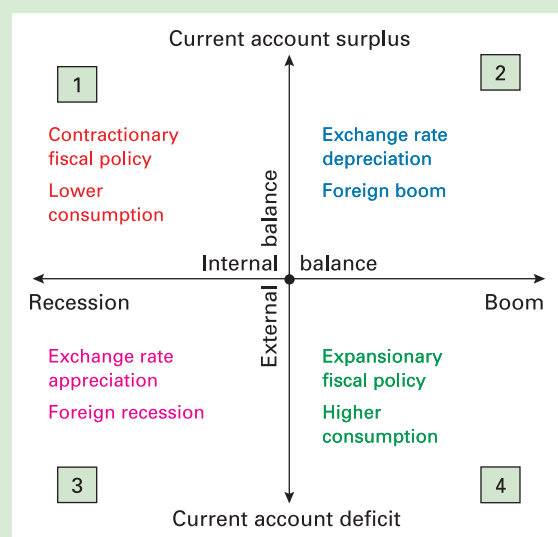 Current account surplus
1
2
Contractionary
fiscal policy
Lower
consumption
Exchange rate
depreciation
Foreign boom
Internal balance
External balance
Recession
Boom
Exchange rate
appreciation
Foreign recession
Expansionary
fiscal policy
Higher
consumption
3
4
Current account deficit